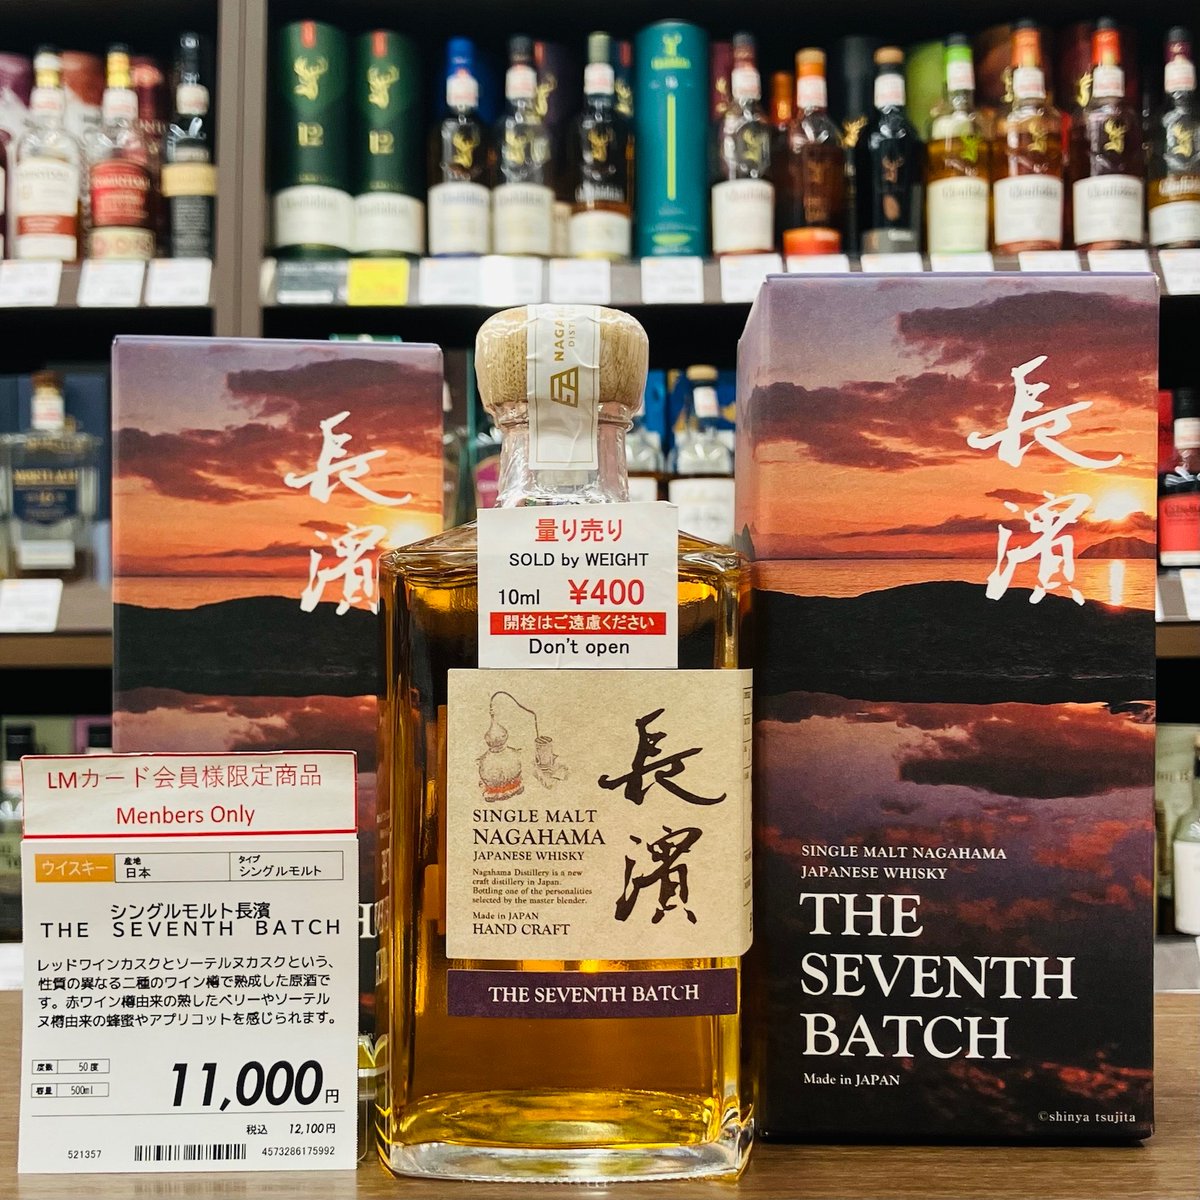 12
12
長
濱
長
濱
NAGAHAMA
量り売り
SOLD by WEIGHT
10ml ¥400
開栓はご遠慮ください
Don't open
長
濱
SINGLE MALT
NAGAHAMA
JAPANESE WHISKY
Nagahama Distillery is a new
craft distillery in Japan.
Bottling one of the personalities
selected by the master blender.
Made in JAPAN
HAND CRAFT
THE SEVENTH BATCH
SINGLE MALT NAGAHAMA
JAPANESE WHISKY
THE
SEVENTH
BATCH
Made in JAPAN
©shinya tsujita
LMカード会員様限定商品
Menbers Only
ウイスキー 産地 日本 タイプ シングルモルト
シングルモルト長濱
THE SEVENTH BATCH
レッドワインカスクとソーテルヌカスクという、
性質の異なる二種のワイン樽で熟成した原酒で
す。赤ワイン樽由来の熟したベリーやソーテル
ヌ樽由来の蜂蜜やアプリコットを感じられます。
度数 50度
容量 500ml
11,000円
税込 12,100円
521357 4573286175992